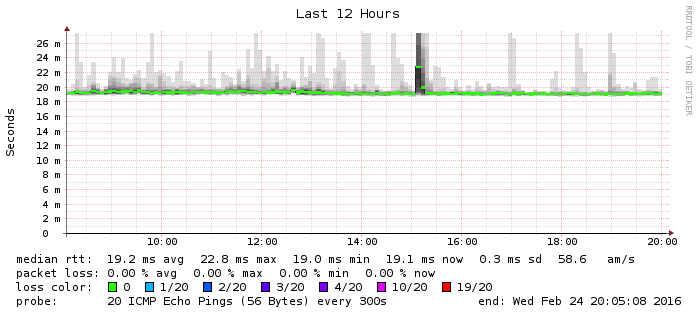 Last 12 Hours
RRDTOOL / TOBI OETIKER
Seconds
26 m
24 m
22 m
20 m
18 m
16 m
14 m
12 m
10 m
8 m
6 m
4 m
2 m
0
10:00 12:00 14:00 16:00 18:00 20:00
median rtt: 19.2 ms avg 22.8 ms max 19.0 ms min 19.1 ms now 0.3 ms sd 58.6 am/s
packet loss: 0.00 % avg 0.00 % max 0.00 % min 0.00 % now
loss color: 0 1/20 2/20 3/20 4/20 10/20 19/20
probe: 20 ICMP Echo Pings (56 Bytes) every 300s end: Wed Feb 24 20:05:08 2016